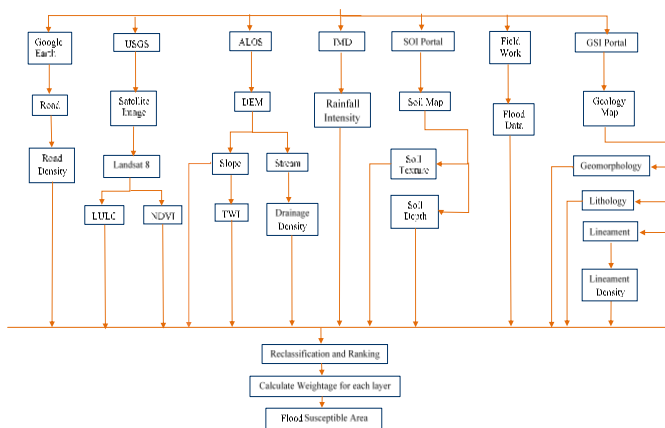 Google
Earth
USGS
ALOS
IMD
SOI Portal
Field
Work
GSI Portal
Road
Satellite
Image
DEM
Rainfall
Intensity
Soil Map
Flood
Data
Geology
Map
Road
Density
Landsat 8
Slope
Stream
Soil
Texture
Geomorphology
LULC
NDVI
TWI
Drainage
Density
Soil
Depth
Lithology
Lineament
Lineament
Density
Reclassification and Ranking
Calculate Weightage for each layer
Flood Susceptible Area